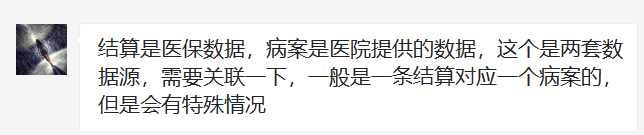 结算是医保数据，病案是医院提供的数据，这个是两套数
据源，需要关联一下，一般是一条结算对应一个病案的，
但是会有特殊情况